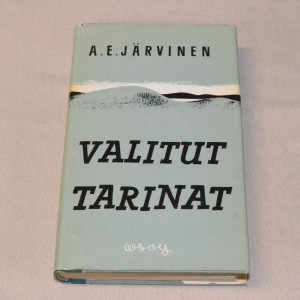 A.E.JÄRVINEN
VALITUT
TARINAT
wsoy